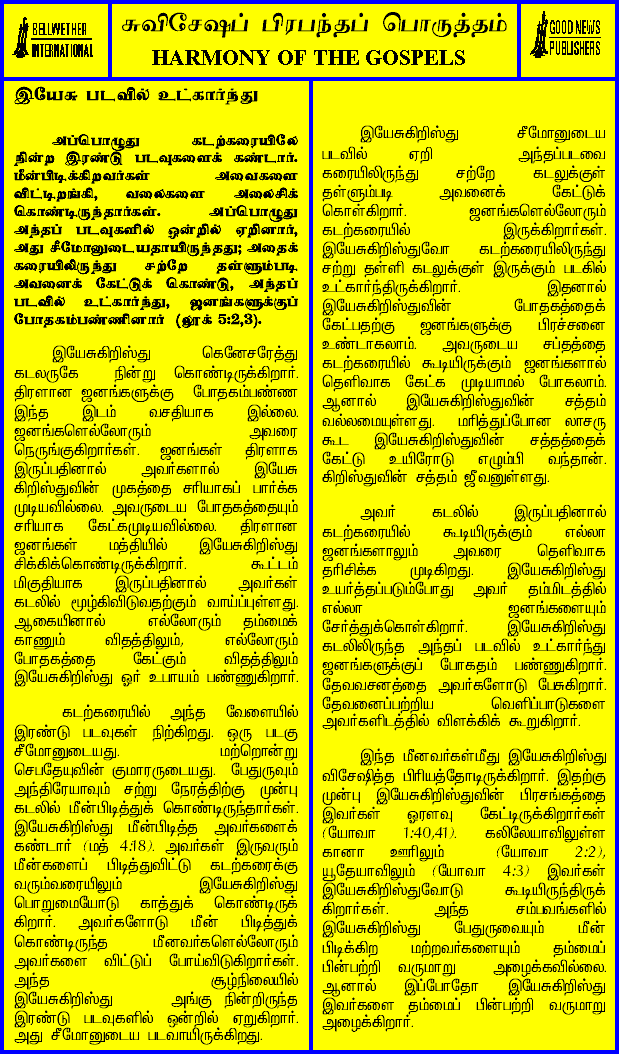 BELLWETHER
INTERNATIONAL
சுவிசேஷப் பிரபந்தப் பொருத்தம்
HARMONY OF THE GOSPELS
GOOD NEWS
PUBLISHERS
இயேசு படவில் உட்கார்ந்து
அப்பொழுது கடற்கரையிலே
நின்ற இரண்டு படவுகளைக் கண்டார்.
மீன்பிடிக்கிறவர்கள் அவைகளை
விட்டிறங்கி, வலைகளை அலசிக்
கொண்டிருந்தார்கள். அப்பொழுது
அந்தப் படவுகளில் ஒன்றில் ஏறினார்,
அது சீமோனுடையதாயிருந்தது; அதைக்
கரையிலிருந்து சற்றே தள்ளும்படி
அவனைக் கேட்டுக் கொண்டு, அந்தப்
படவில் உட்கார்ந்து, ஜனங்களுக்குப்
போதகம்பண்ணினார் (லூக் 5:2,3).
இயேசுகிறிஸ்து கெனேசரேத்து
கடலருகே நின்று கொண்டிருக்கிறார்.
திரளான ஜனங்களுக்கு போதகம்பண்ண
இந்த இடம் வசதியாக இல்லை.
ஜனங்களெல்லோரும் அவரை
நெருங்குகிறார்கள். ஜனங்கள் திரளாக
இருப்பதினால் அவர்களால் இயேசு
கிறிஸ்துவின் முகத்தை சரியாகப் பார்க்க
முடியவில்லை. அவருடைய போதகத்தையும்
சரியாக கேட்கமுடியவில்லை. திரளான
ஜனங்கள் மத்தியில் இயேசுகிறிஸ்து
சிக்கிக்கொண்டிருக்கிறார். கூட்டம்
மிகுதியாக இருப்பதினால் அவர்கள்
கடலில் மூழ்கிவிடுவதற்கும் வாய்ப்புள்ளது.
ஆகையினால் எல்லோரும் தம்மைக்
காணும் விதத்திலும், எல்லோரும்
போதகத்தை கேட்கும் விதத்திலும்
இயேசுகிறிஸ்து ஓர் உபாயம் பண்ணுகிறார்.
கடற்கரையில் அந்த வேளையில்
இரண்டு படவுகள் நிற்கிறது. ஒரு படகு
சீமோனுடையது. மற்றொன்று
செபதேயுவின் குமாரருடையது. பேதுருவும்
அந்திரேயாவும் சற்று நேரத்திற்கு முன்பு
கடலில் மீன்பிடித்துக் கொண்டிருந்தார்கள்.
இயேசுகிறிஸ்து மீன்பிடித்த அவர்களைக்
கண்டார் (மத் 4:18). அவர்கள் இருவரும்
மீன்களைப் பிடித்துவிட்டு கடற்கரைக்கு
வரும்வரையிலும் இயேசுகிறிஸ்து
பொறுமையோடு காத்துக் கொண்டிருக்
கிறார். அவர்களோடு மீன் பிடித்துக்
கொண்டிருந்த மீனவர்களெல்லோரும்
அவர்களை விட்டுப் போய்விடுகிறார்கள்.
அந்த சூழ்நிலையில்
இயேசுகிறிஸ்து அங்கு நின்றிருந்த
இரண்டு படவுகளில் ஒன்றில் ஏறுகிறார்.
அது சீமோனுடைய படவாயிருக்கிறது.
இயேசுகிறிஸ்து சீமோனுடைய
படவில் ஏறி அந்தப்படவை
கரையிலிருந்து சற்றே கடலுக்குள்
தள்ளும்படி அவனைக் கேட்டுக்
கொள்கிறார். ஜனங்களெல்லோரும்
கடற்கரையில் இருக்கிறார்கள்.
இயேசுகிறிஸ்துவோ கடற்கரையிலிருந்து
சற்று தள்ளி கடலுக்குள் இருக்கும் படகில்
உட்கார்ந்திருக்கிறார். இதனால்
இயேசுகிறிஸ்துவின் போதகத்தைக்
கேட்பதற்கு ஜனங்களுக்கு பிரச்சனை
உண்டாகலாம். அவருடைய சப்தத்தை
கடற்கரையில் கூடியிருக்கும் ஜனங்களால்
தெளிவாக கேட்க முடியாமல் போகலாம்.
ஆனால் இயேசுகிறிஸ்துவின் சத்தம்
வல்லமையுள்ளது. மரித்துப்போன லாசரு
கூட இயேசுகிறிஸ்துவின் சத்தத்தைக்
கேட்டு உயிரோடு எழும்பி வந்தான்.
கிறிஸ்துவின் சத்தம் ஜீவனுள்ளது.
அவர் கடலில் இருப்பதினால்
கடற்கரையில் கூடியிருக்கும் எல்லா
ஜனங்களாலும் அவரை தெளிவாக
தரிசிக்க முடிகிறது. இயேசுகிறிஸ்து
உயர்த்தப்படும்போது அவர் தம்மிடத்தில்
எல்லா ஜனங்களையும்
சேர்த்துக்கொள்கிறார். இயேசுகிறிஸ்து
கடலிலிருந்த அந்தப் படவில் உட்கார்ந்து
ஜனங்களுக்குப் போகதம் பண்ணுகிறார்.
தேவவசனத்தை அவர்களோடு பேசுகிறார்.
தேவனைப்பற்றிய வெளிப்பாடுகளை
அவர்களிடத்தில் விளக்கிக் கூறுகிறார்.
இந்த மீனவர்கள்மீது இயேசுகிறிஸ்து
விசேஷித்த பிரியத்தோடிருக்கிறார். இதற்கு
முன்பு இயேசுகிறிஸ்துவின் பிரசங்கத்தை
இவர்கள் ஓரளவு கேட்டிருக்கிறார்கள்
(யோவா 1:40,41). கலிலேயாவிலுள்ள
கானா ஊரிலும் (யோவா 2:2),
யூதேயாவிலும் (யோவா 4:3) இவர்கள்
இயேசுகிறிஸ்துவோடு கூடியிருந்திருக்
கிறார்கள். அந்த சம்பவங்களில்
இயேசுகிறிஸ்து பேதுருவையும் மீன்
பிடிக்கிற மற்றவர்களையும் தம்மைப்
பின்பற்றி வருமாறு அழைக்கவில்லை.
ஆனால் இப்போதோ இயேசுகிறிஸ்து
இவர்களை தம்மைப் பின்பற்றி வருமாறு
அழைக்கிறார்.